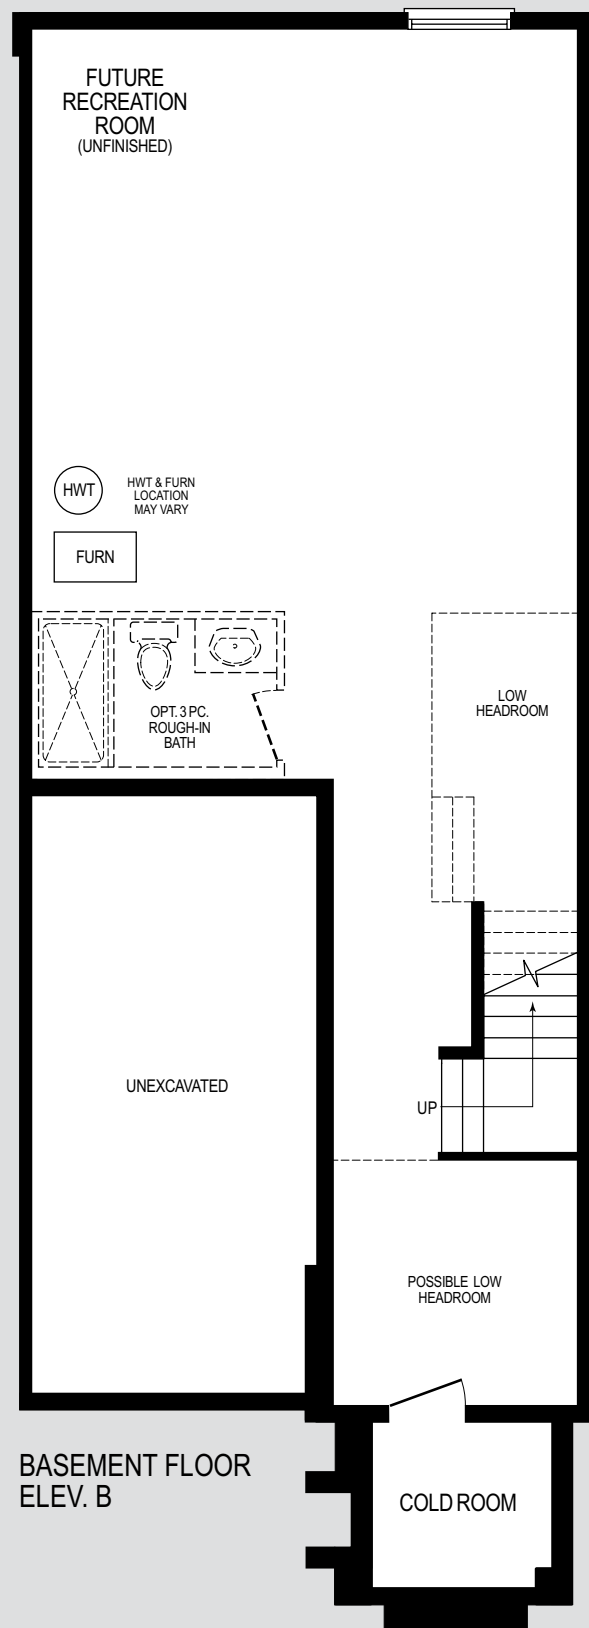 FUTURE
RECREATION
ROOM
(UNFINISHED)
HWT
HWT & FURN
LOCATION
MAY VARY
FURN
OPT. 3 PC.
ROUGH-IN
BATH
LOW
HEADROOM
UNEXCAVATED
UP
POSSIBLE LOW
HEADROOM
BASEMENT FLOOR
ELEV. B
COLD ROOM